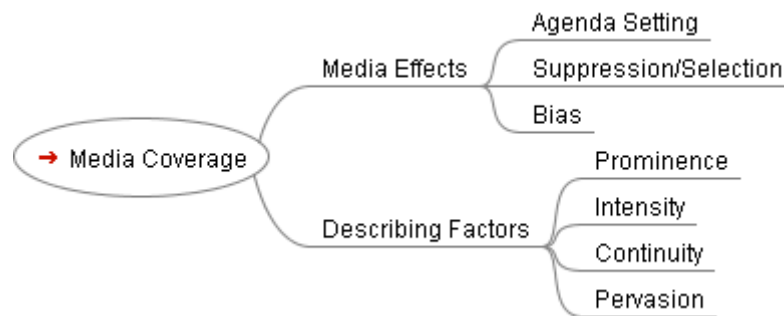 Media Coverage
Media Effects
Agenda Setting
Suppression/Selection
Bias
Describing Factors
Prominence
Intensity
Continuity
Pervasion